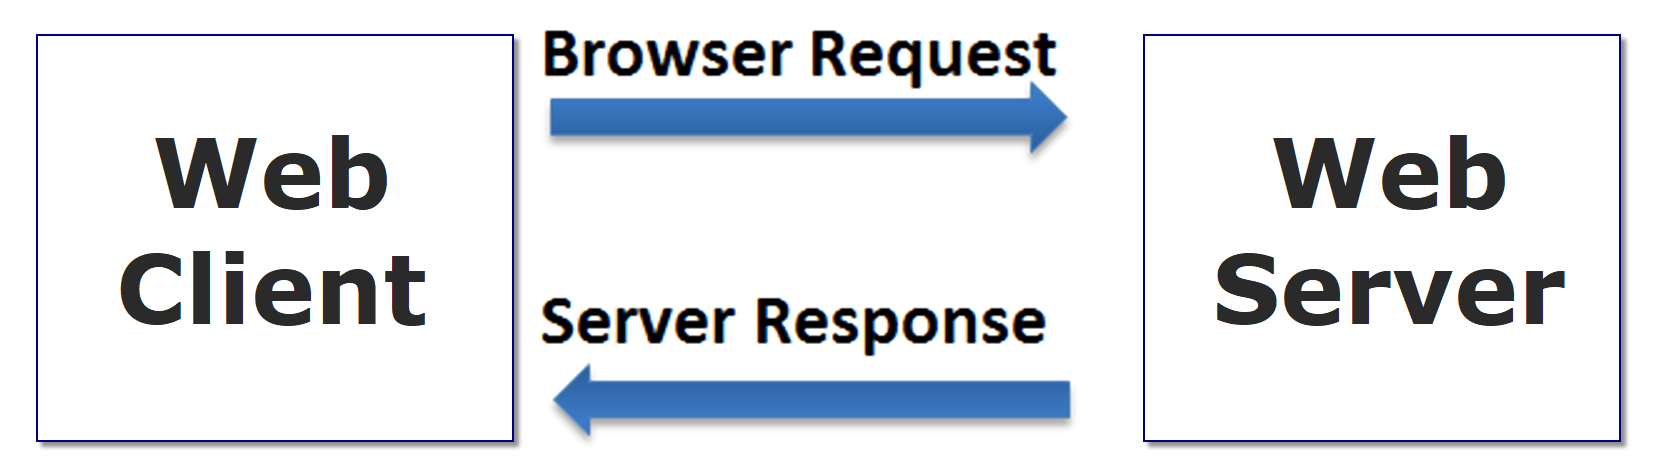 Web
Client
Browser Request
Server Response
Web
Server